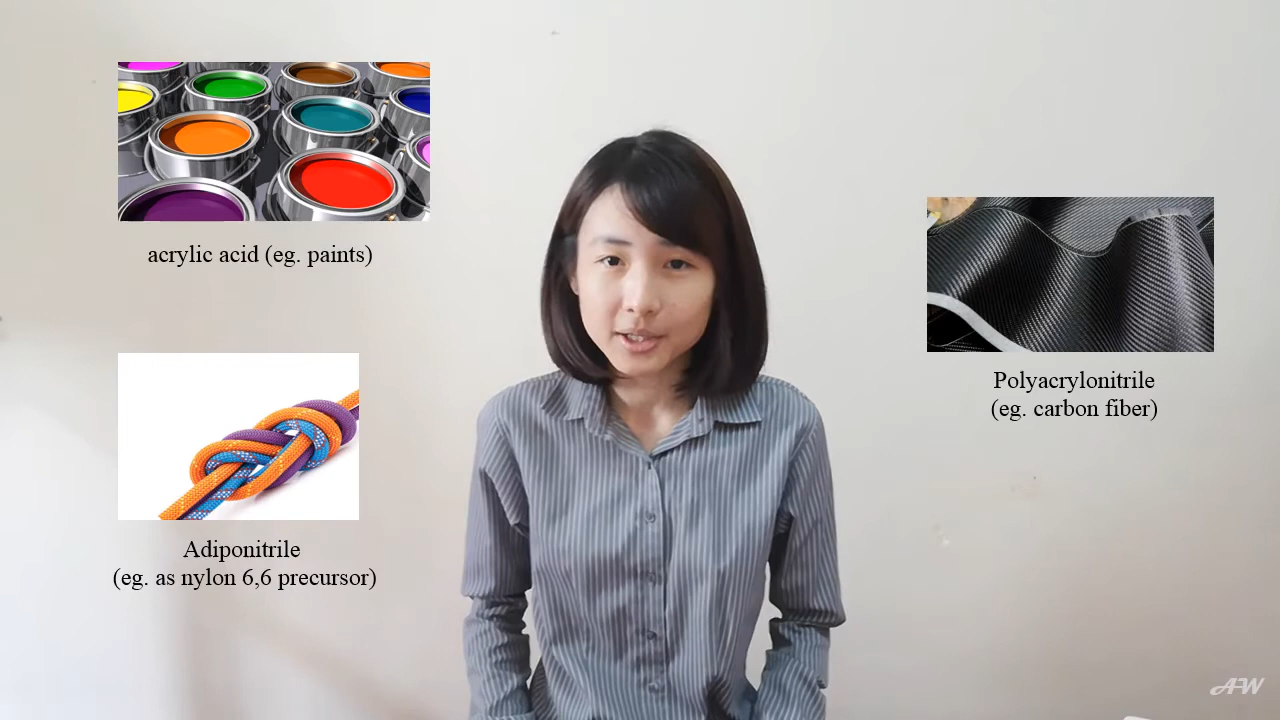 acrylic acid (eg. paints)
Adiponitrile
(eg. as nylon 6,6 precursor)
Polyacrylonitrile
(eg. carbon fiber)
AW